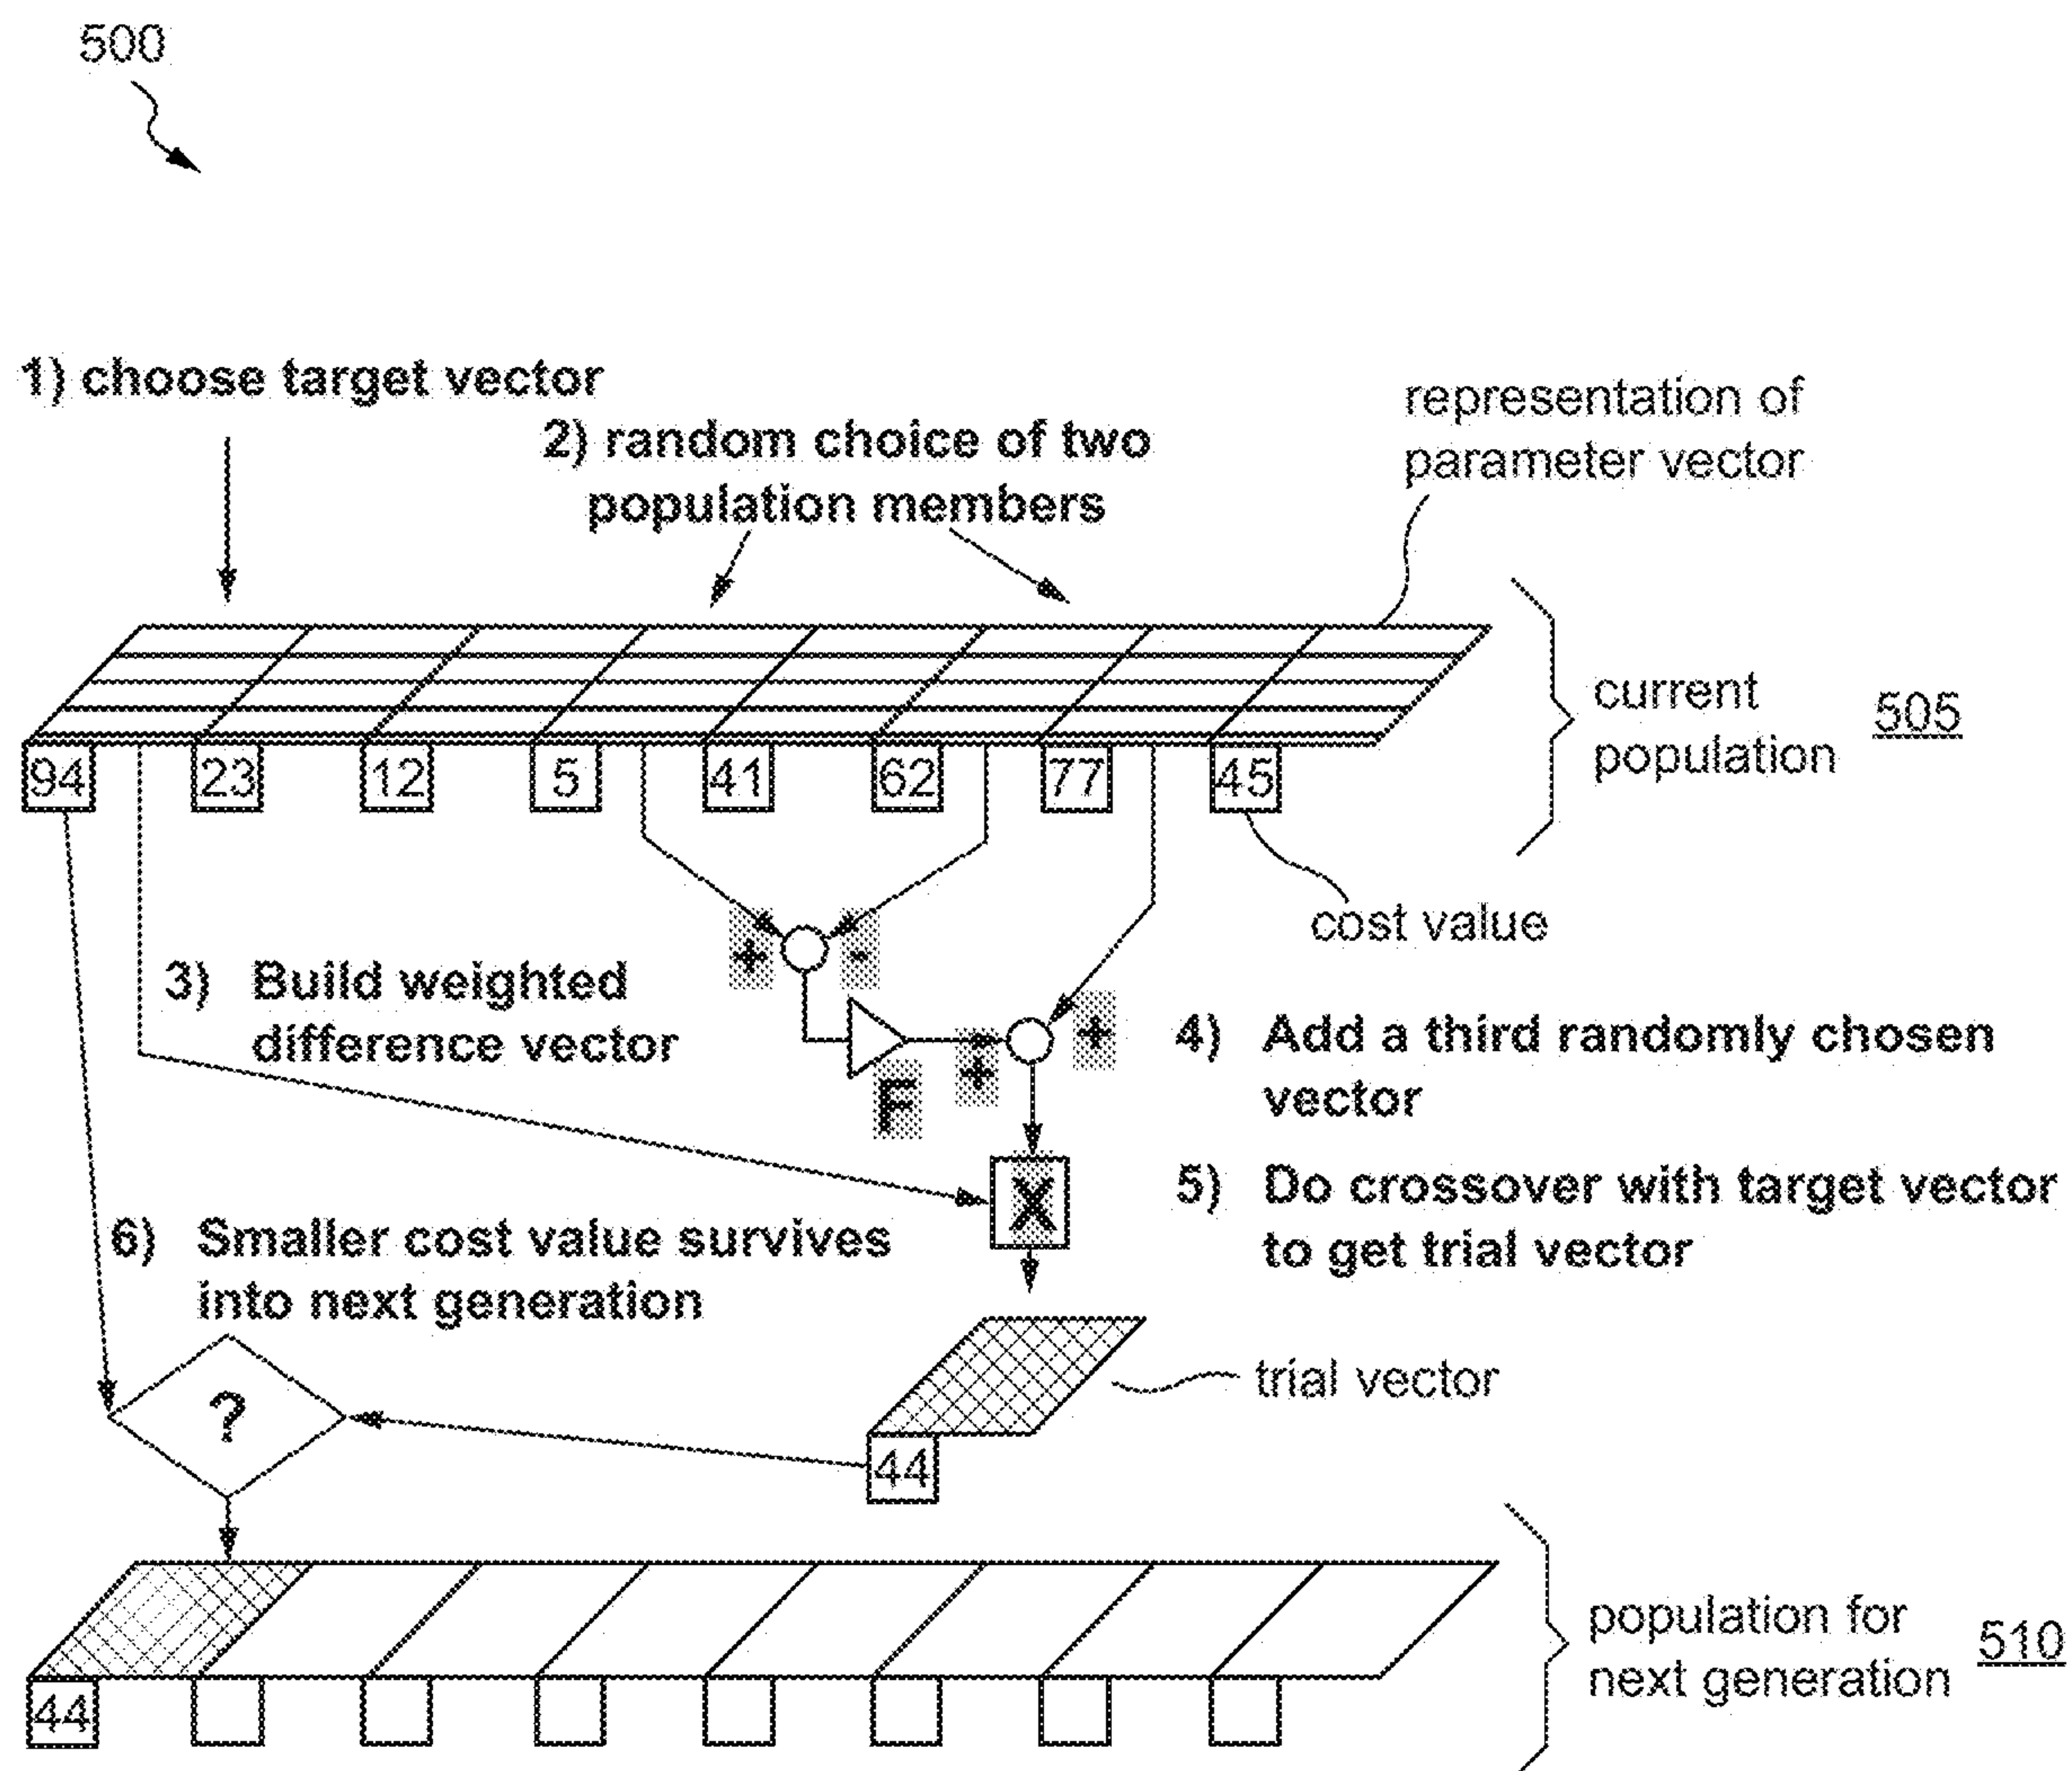 500
1) choose target vector
2) random choice of two
population members
representation of
parameter vector
current
population
505
94 23 12 5 41 62 77 45
cost value
+ -
3) Build weighted
difference vector
F
+ +
4) Add a third randomly chosen
vector
X
5) Do crossover with target vector
to get trial vector
6) Smaller cost value survives
into next generation
?
trial vector
44
population for
next generation
510
44